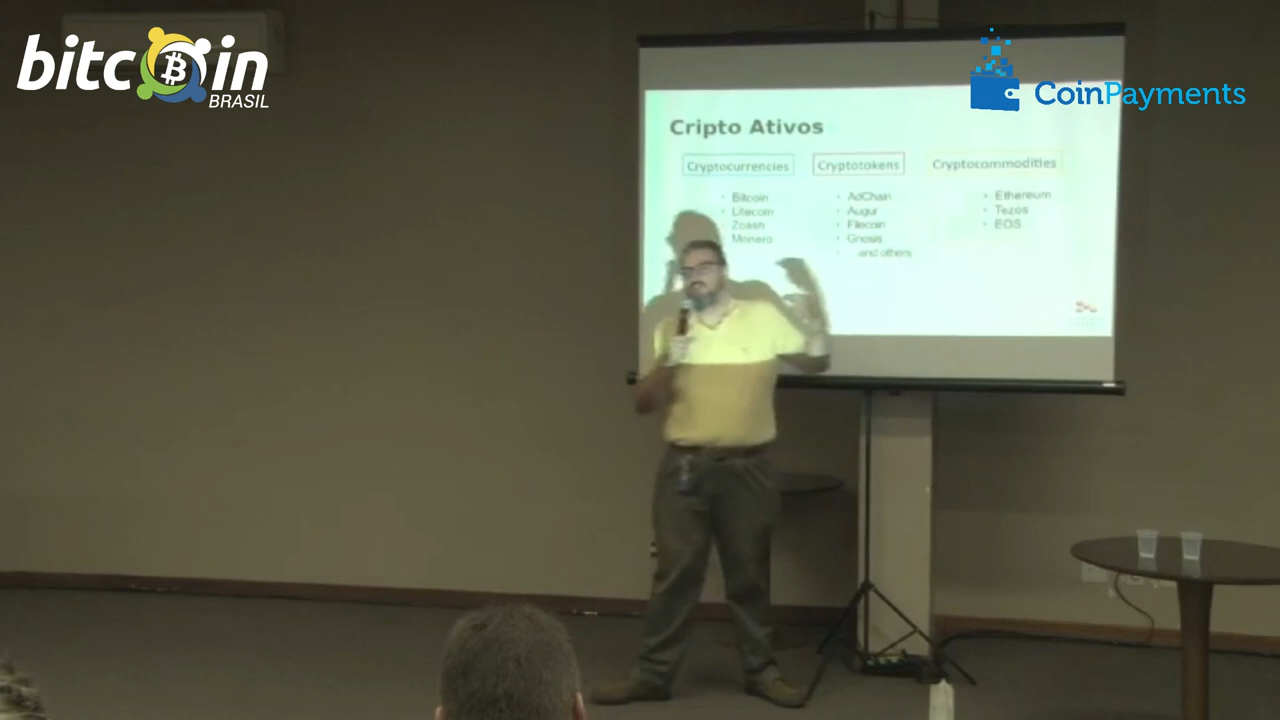 bitcoin
BRASIL
CoinPayments
Cripto Ativos
Cryptocurrencies
Bitcoin
Litecoin
Zcash
Monero
Cryptotokens
AdChain
Augur
Filecoin
Gnosis
and others
Cryptocommodities
Ethereum
Tezos
EOS